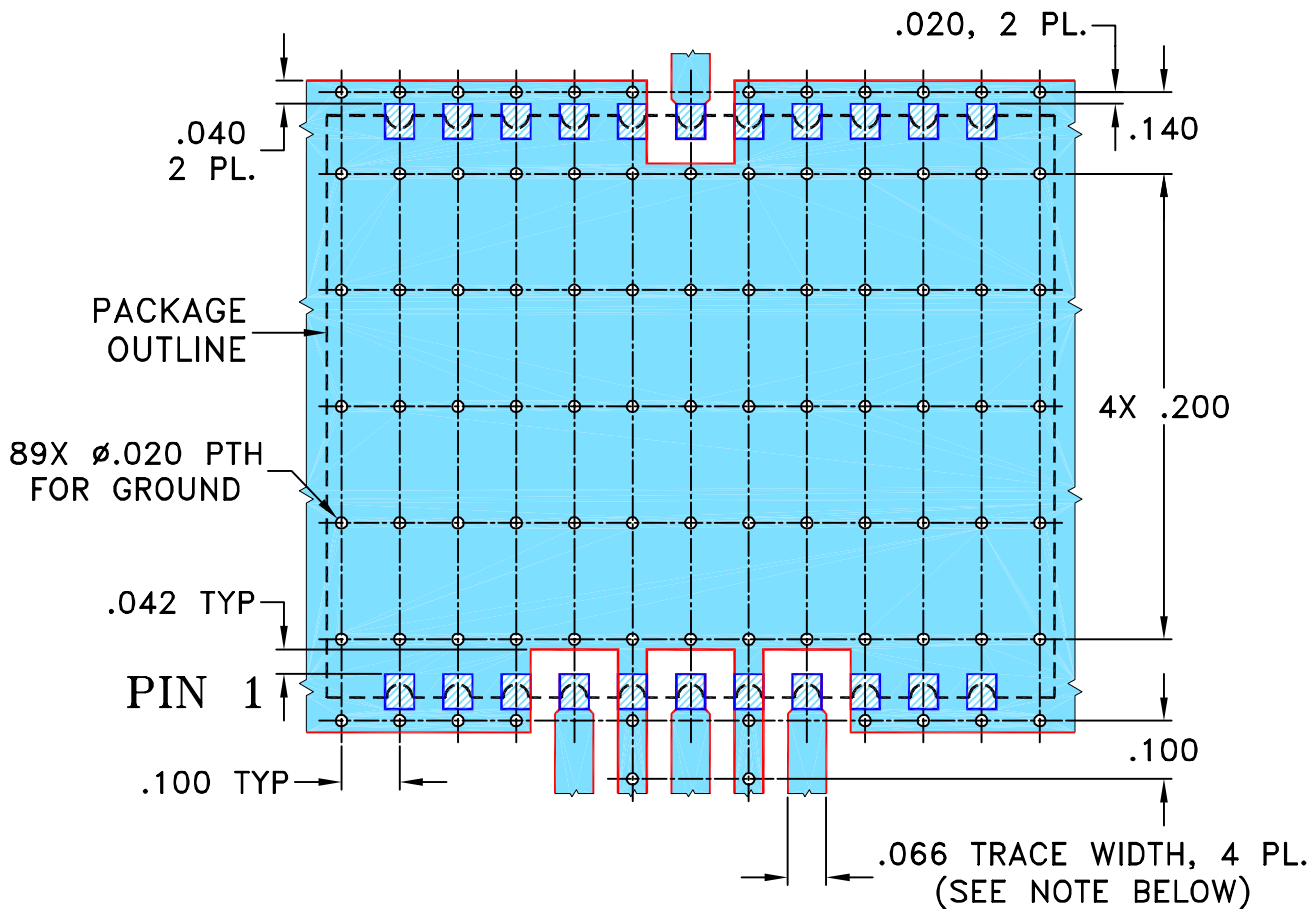 .020, 2 PL.
.040
2 PL.
.140
PACKAGE
OUTLINE
4X .200
89X ø.020 PTH
FOR GROUND
.042 TYP
PIN 1
.100 TYP
.100
.066 TRACE WIDTH, 4 PL.
(SEE NOTE BELOW)